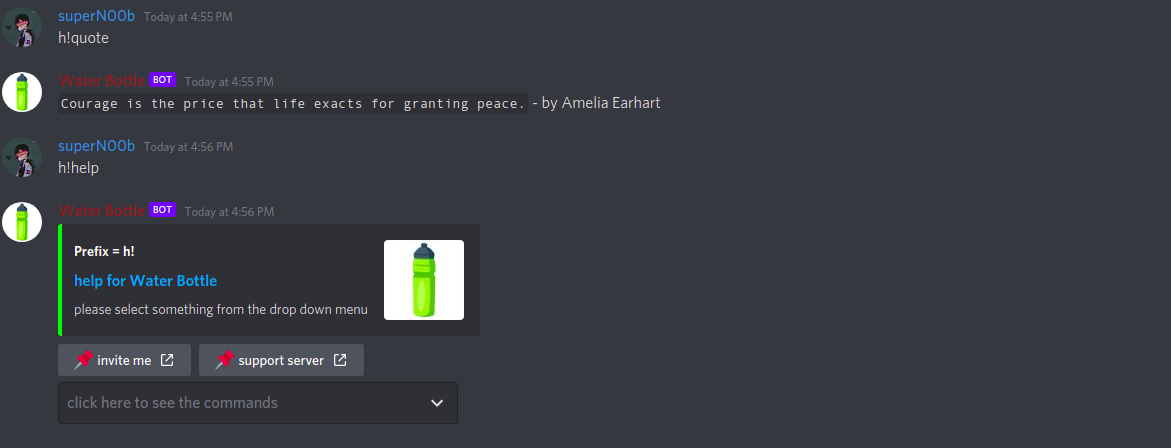 superN00b Today at 4:55 PM
h!quote
Water Bottle BOT Today at 4:55 PM
Courage is the price that life exacts for granting peace. - by Amelia Earhart
superN00b Today at 4:56 PM
h!help
Water Bottle BOT Today at 4:56 PM
Prefix = h!
help for Water Bottle
please select something from the drop down menu
invite me support server
click here to see the commands